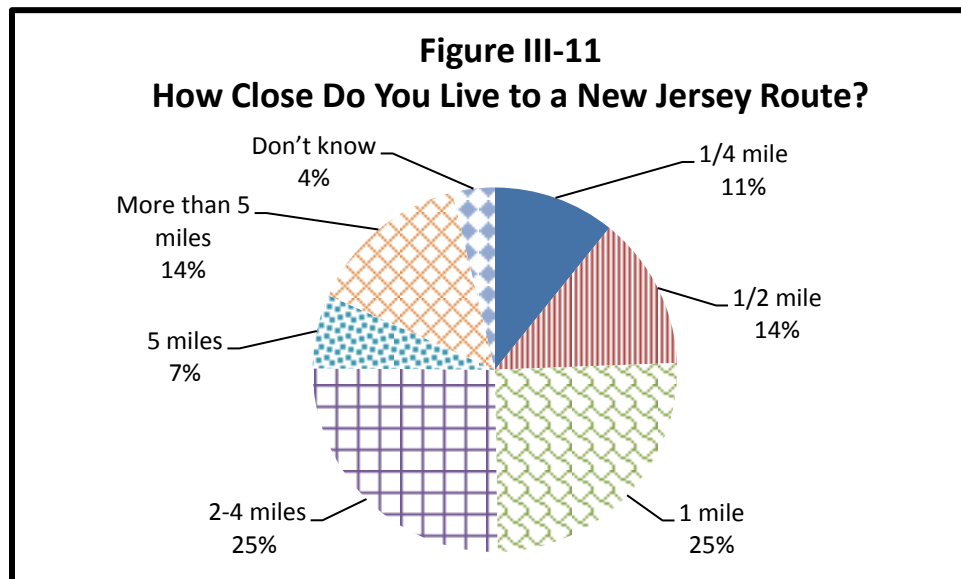 Figure III-11
How Close Do You Live to a New Jersey Route?
Don't know
4%
1/4 mile
11%
More than 5
miles
14%
1/2 mile
14%
5 miles
7%
2-4 miles
25%
1 mile
25%